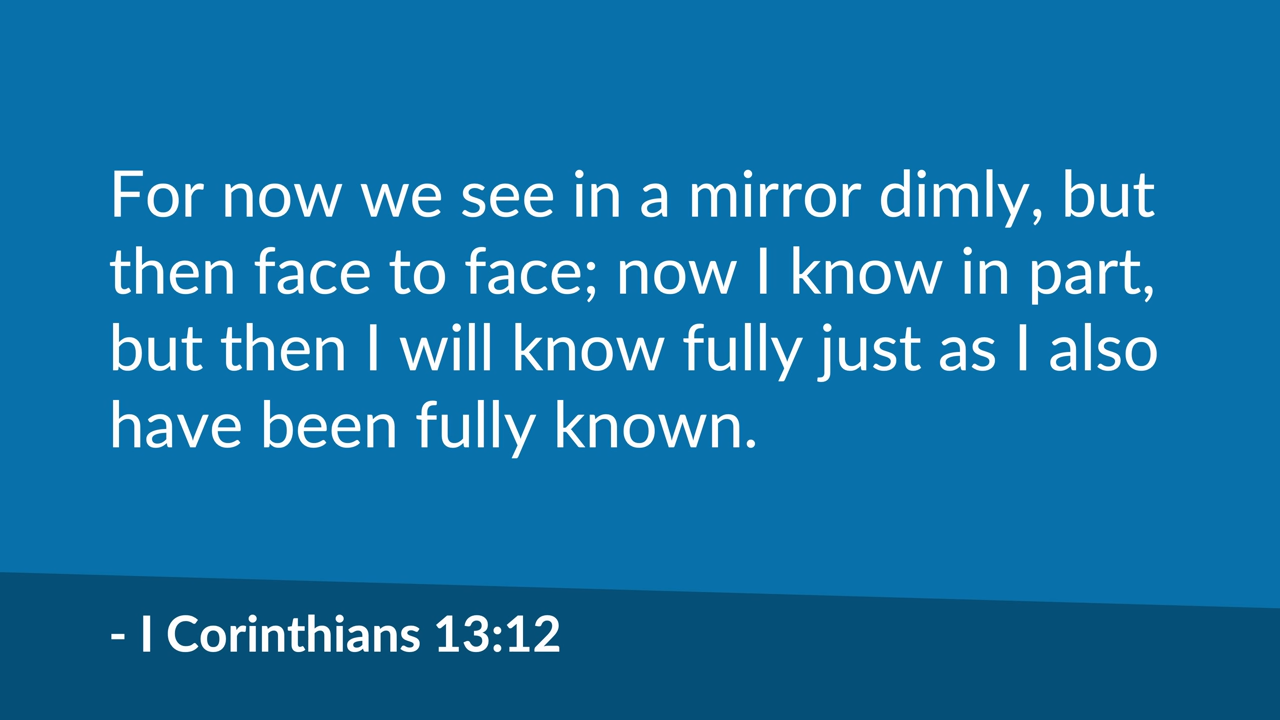 For now we see in a mirror dimly, but
then face to face; now I know in part,
but then I will know fully just as I also
have been fully known.
- I Corinthians 13:12